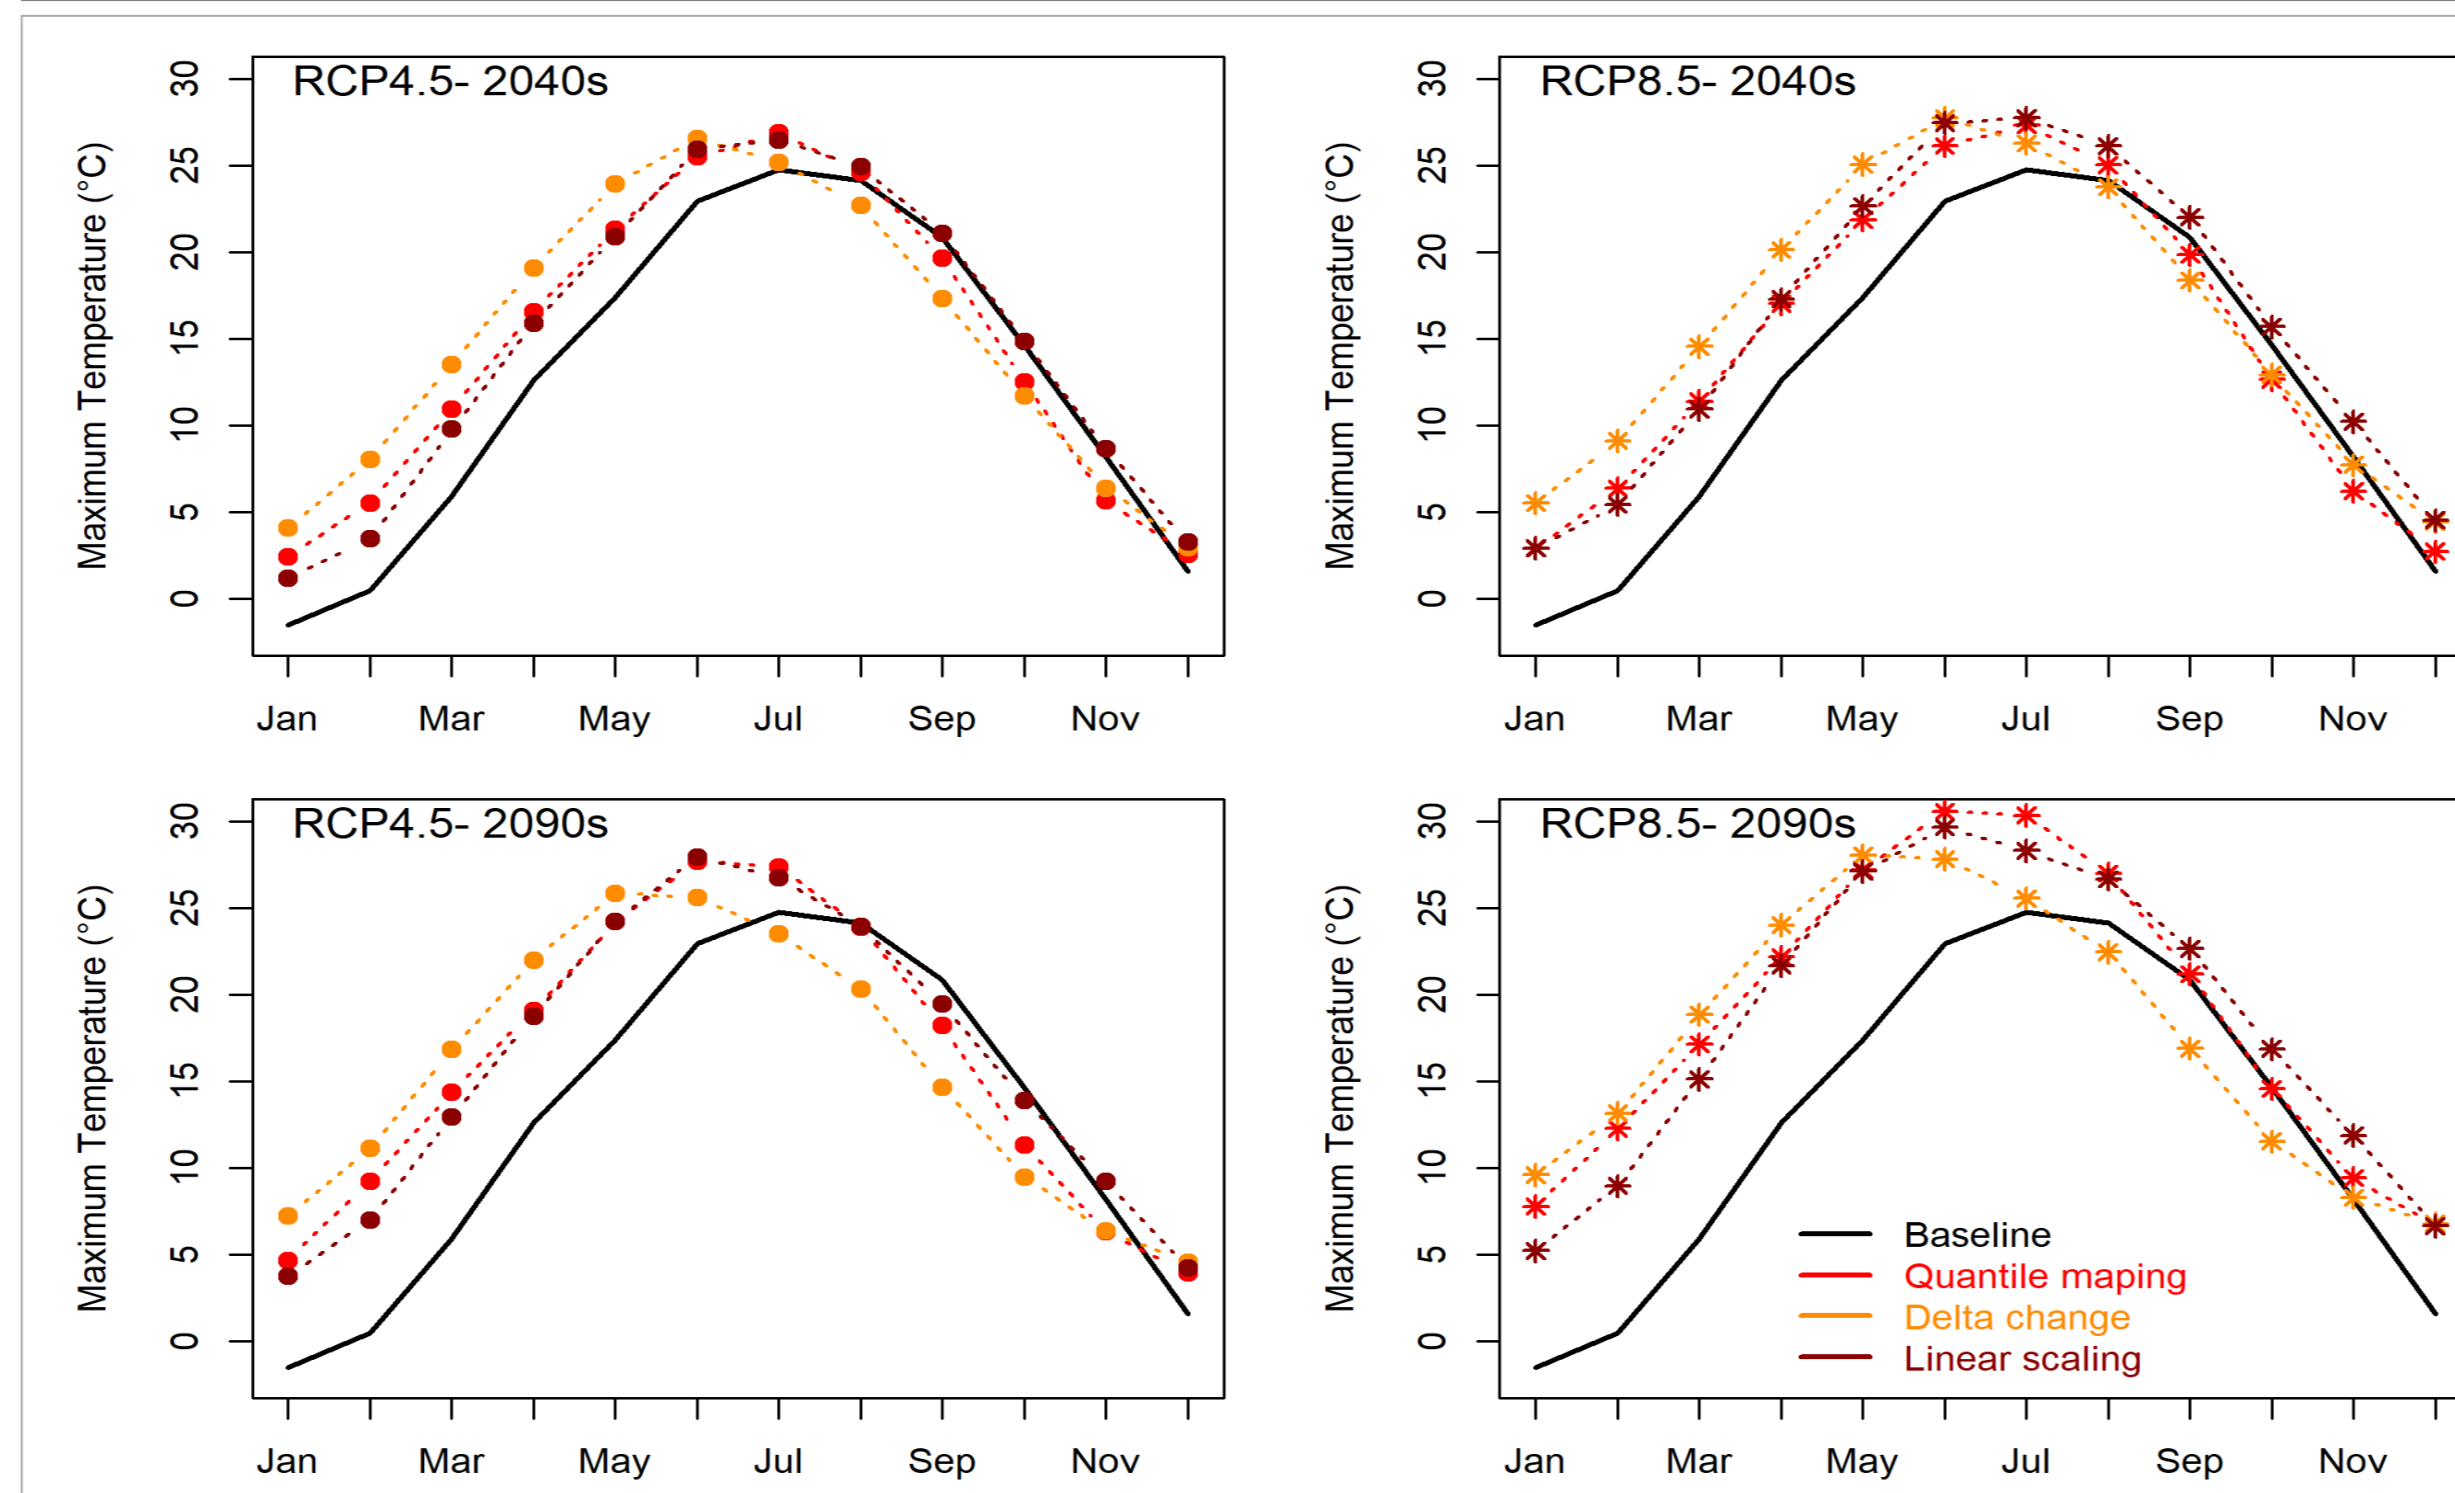 RCP4.5- 2040s
Maximum Temperature (°C)
30
25
20
15
10
5
0
Jan Mar May Jul Sep Nov
RCP8.5- 2040s
Maximum Temperature (°C)
30
25
20
15
10
5
0
Jan Mar May Jul Sep Nov
RCP4.5- 2090s
Maximum Temperature (°C)
30
25
20
15
10
5
0
Jan Mar May Jul Sep Nov
RCP8.5- 2090s
Maximum Temperature (°C)
30
25
20
15
10
5
0
Baseline
Quantile maping
Delta change
Linear scaling
Jan Mar May Jul Sep Nov